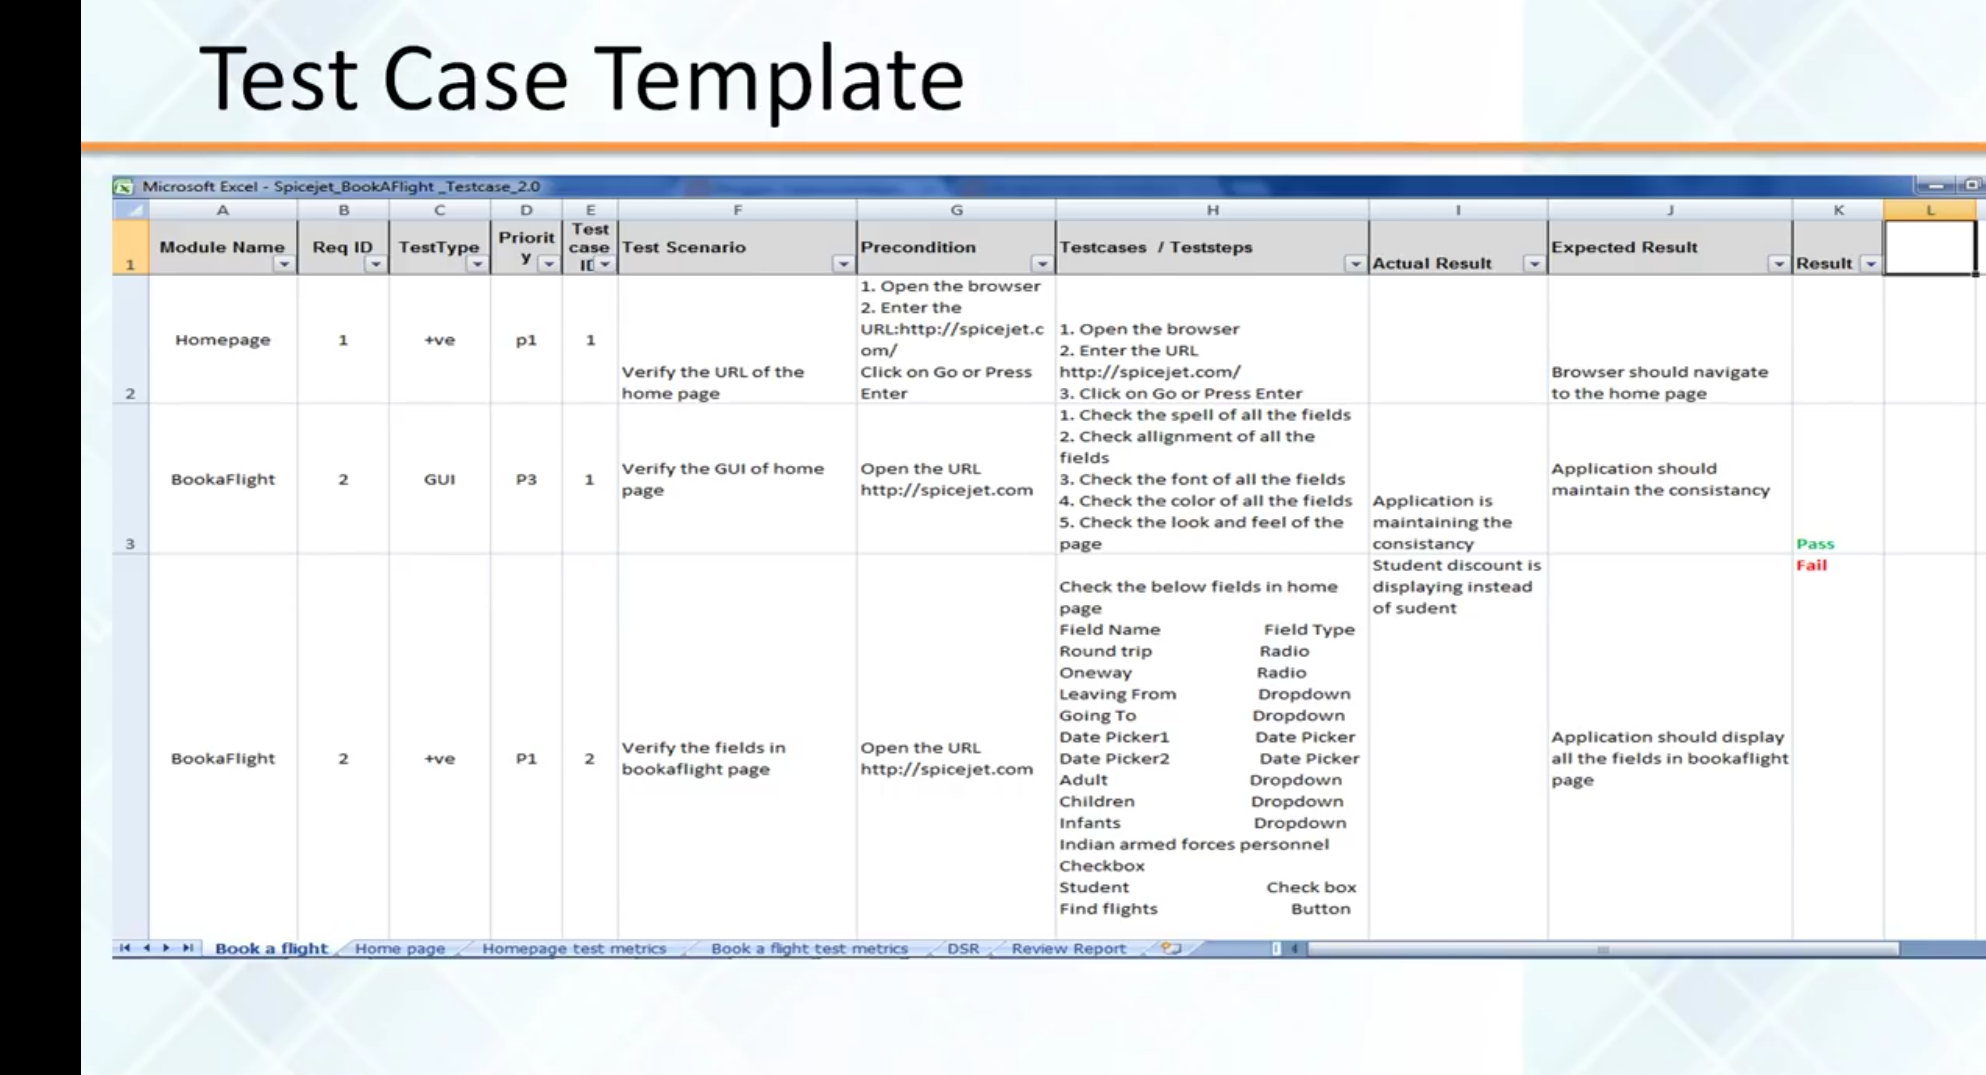 Test Case Template
Microsoft Excel - Spicejet_BookAFlight _Testcase_2.0
A B C D E F G H I J K L
1
Module Name
Req ID
TestType
Priorit
y
Test
case
ID
Test Scenario
Precondition
Testcases / Teststeps
Actual Result
Expected Result
Result
2
Homepage
1
+ve
p1
1
Verify the URL of the
home page
1. Open the browser
2. Enter the
URL:http://spicejet.c
om/
Click on Go or Press
Enter
1. Open the browser
2. Enter the URL
http://spicejet.com/
3. Click on Go or Press Enter
Browser should navigate
to the home page
3
BookaFlight
2
GUI
P3
1
Verify the GUI of home
page
Open the URL
http://spicejet.com
1. Check the spell of all the fields
2. Check allignment of all the
fields
3. Check the font of all the fields
4. Check the color of all the fields
5. Check the look and feel of the
page
Application is
maintaining the
consistancy
Application should
maintain the consistancy
Pass
BookaFlight
2
+ve
P1
2
Verify the fields in
bookaflight page
Open the URL
http://spicejet.com
Check the below fields in home
page
Field Name Field Type
Round trip Radio
Oneway Radio
Leaving From Dropdown
Going To Dropdown
Date Picker1 Date Picker
Date Picker2 Date Picker
Adult Dropdown
Children Dropdown
Infants Dropdown
Indian armed forces personnel
Checkbox
Student Check box
Find flights Button
Student discount is
displaying instead
of sudent
Application should display
all the fields in bookaflight
page
Fail
Book a flight Home page Homepage test metrics Book a flight test metrics DSR Review Report